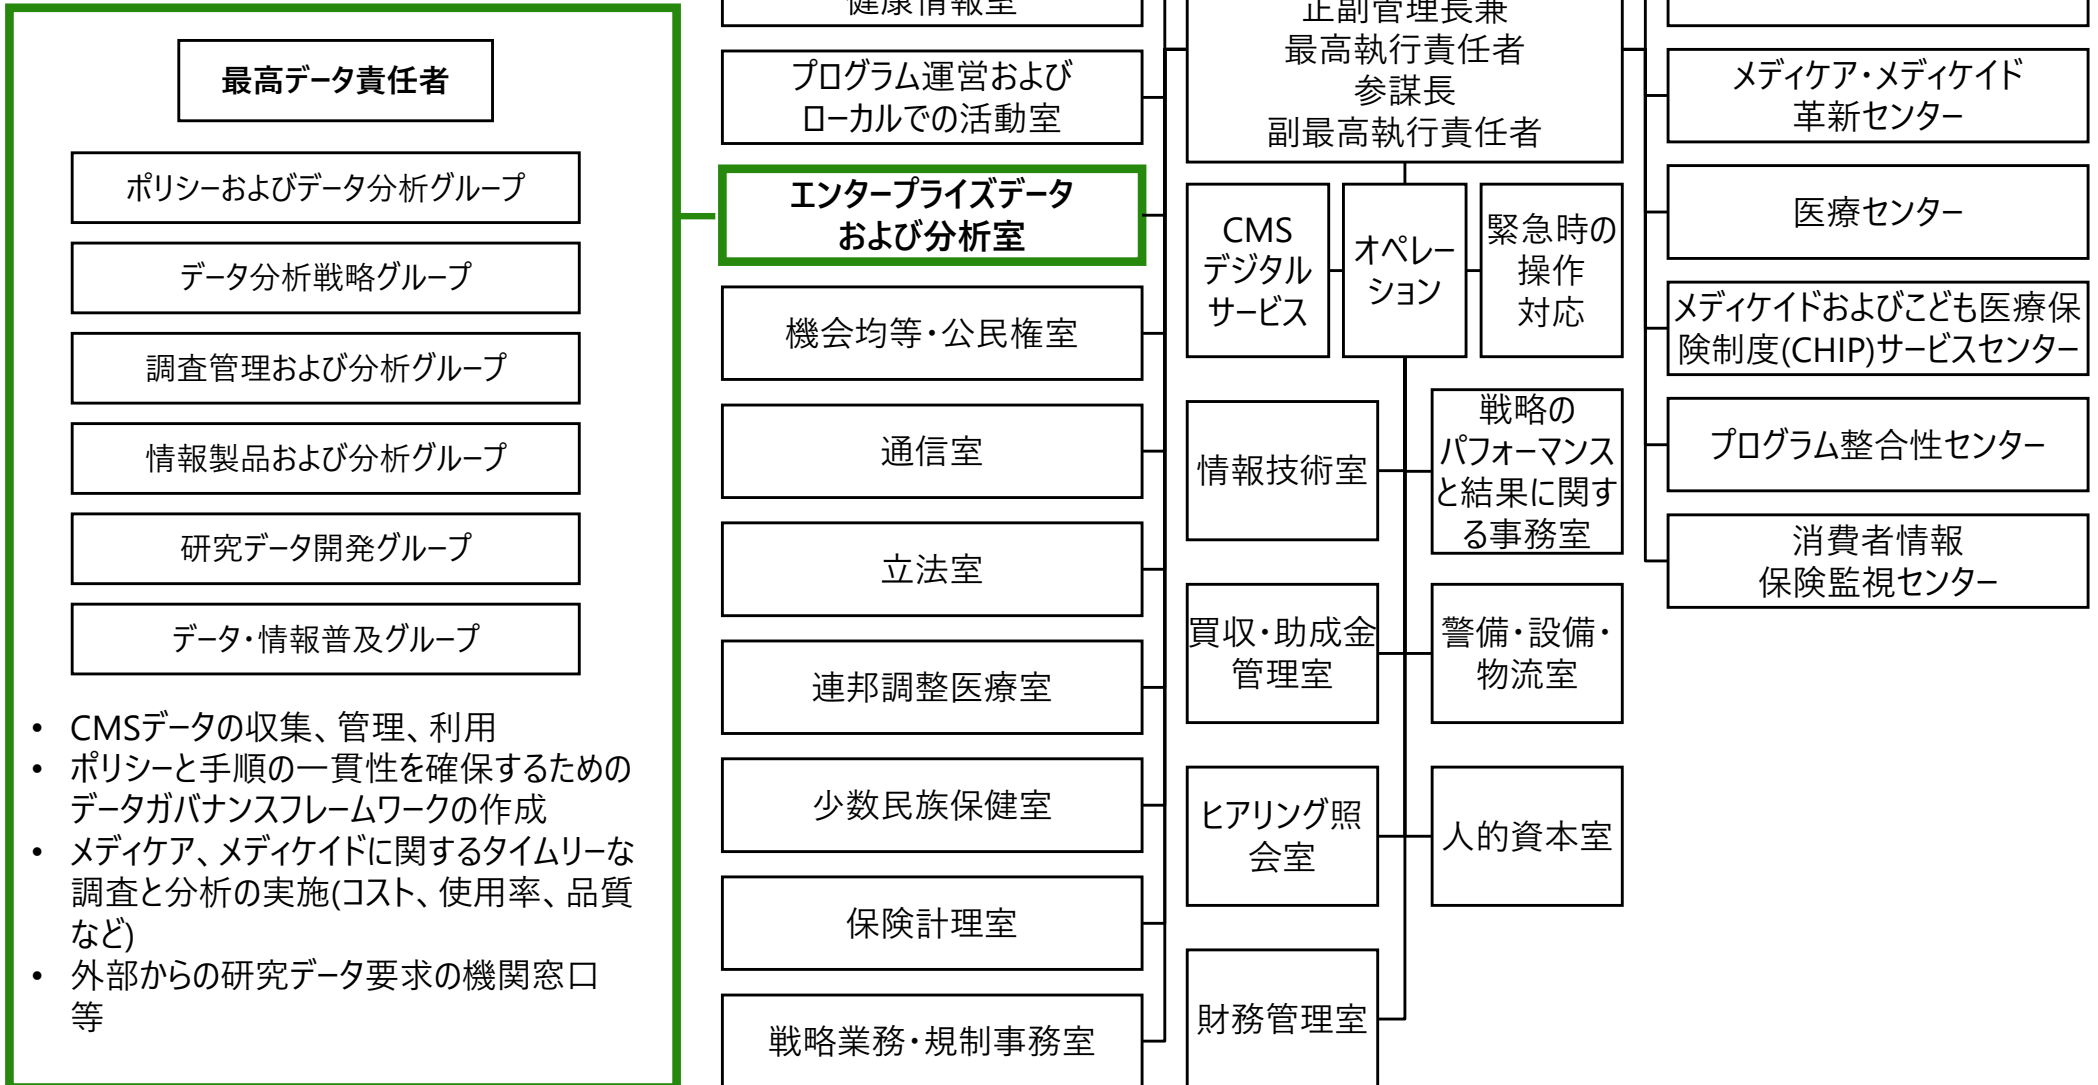 最高データ責任者
ポリシーおよびデータ分析グループ
データ分析戦略グループ
調査管理および分析グループ
情報製品および分析グループ
研究データ開発グループ
データ・情報普及グループ
• CMSデータの収集、管理、利用
• ポリシーと手順の一貫性を確保するための
データガバナンスフレームワークの作成
• メディケア、メディケイドに関するタイムリーな
調査と分析の実施(コスト、使用率、品質
など)
• 外部からの研究データ要求の機関窓口
等
健康情報室
プログラム運営および
ローカルでの活動室
エンタープライズデータ
および分析室
機会均等・公民権室
通信室
立法室
連邦調整医療室
少数民族保健室
保険計理室
戦略業務・規制事務室
正副管理長兼
最高執行責任者
参謀長
副最高執行責任者
CMS
デジタル
サービス
オペレー
ション
緊急時の
操作
対応
情報技術室
戦略の
パフォーマンス
と結果に関す
る事務室
買収・助成金
管理室
警備・設備・
物流室
ヒアリング照
会室
人的資本室
財務管理室
メディケア・メディケイド
革新センター
医療センター
メディケイドおよびこども医療保
険制度(CHIP)サービスセンター
プログラム整合性センター
消費者情報
保険監視センター